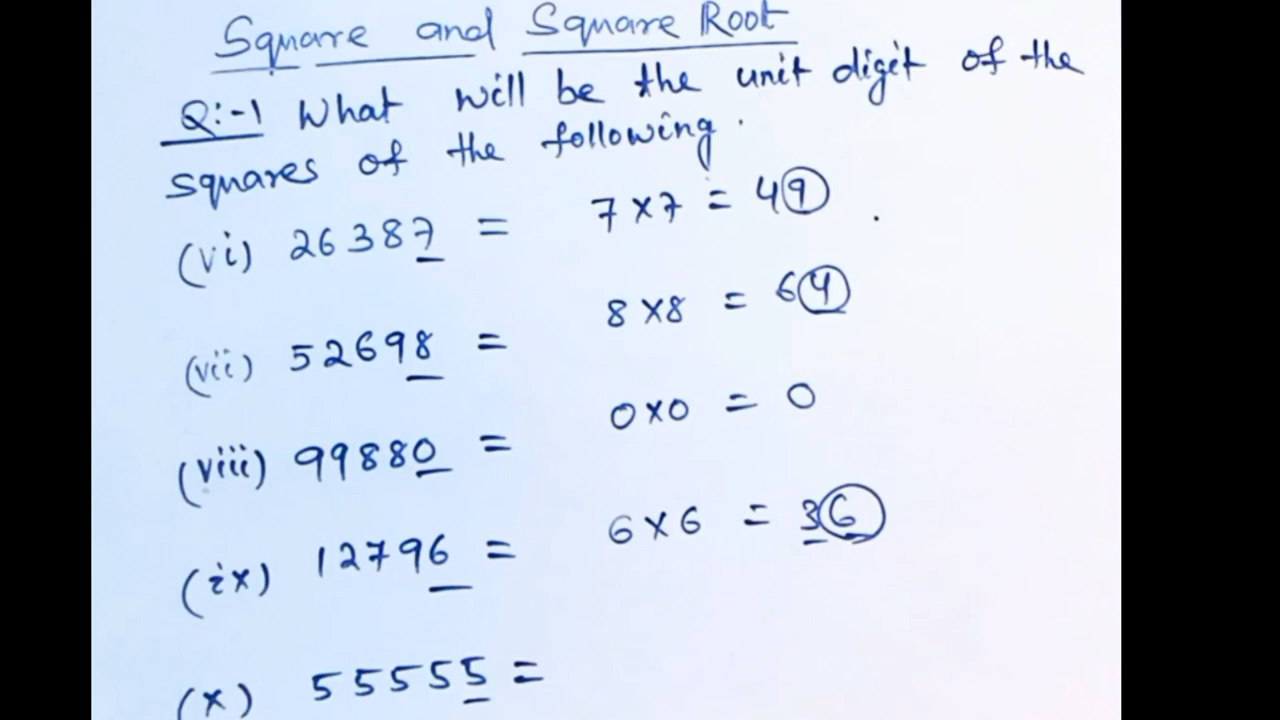 Square and Square Root
Q:-1 What will be the unit digit of the
squares of the following.
(vi) 26387 = 7×7 = 49
(vii) 52698 = 8×8 = 64
(viii) 99880 = 0×0 = 0
(ix) 12796 = 6×6 = 36
(x) 55555 =